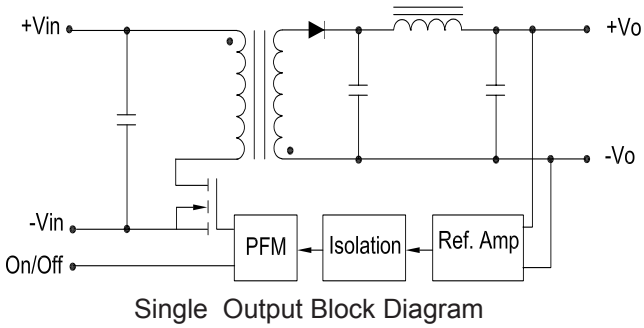 +Vin
+Vo
-Vo
-Vin
On/Off
PFM
Isolation
Ref. Amp
Single Output Block Diagram